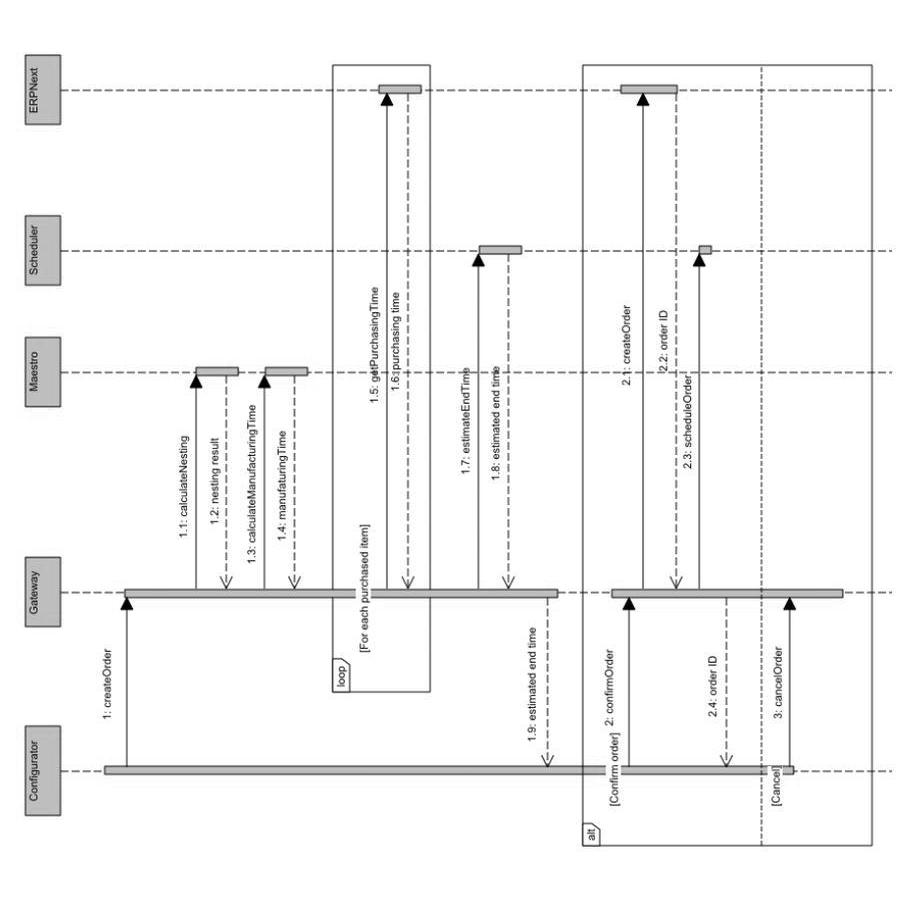 Configurator
Gateway
Maestro
Scheduler
ERPNext
1: createOrder
1.1: calculateNesting
1.2: nesting result
1.3: calculateManufacturingTime
1.4: manufaturingTime
loop
[For each purchased item]
1.5: getPurchasingTime
1.6:purchasing time
1.7: estimateEndTime
1.8: estimated end time
1.9: estimated end time
alt
[Confirm order]
2: confirmOrder
2.1: createOrder
2.2: order ID
2.3: scheduleOrder
2.4: order ID
[Cancel]
3: cancelOrder